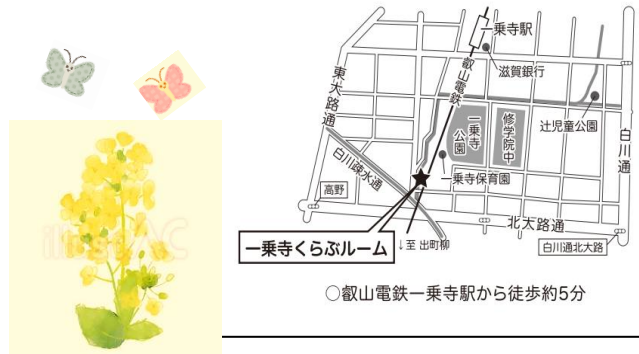 一乗寺駅
滋賀銀行
叡山電鉄
東大路通
一乗寺
公園
修学院中
辻児童公園
白川通
白川疏水通
一乗寺保育園
高野
北大路通
白川通北大路
↓至 出町柳
一乗寺くらぶルーム
○叡山電鉄一乗寺駅から徒歩約5分
illust AC